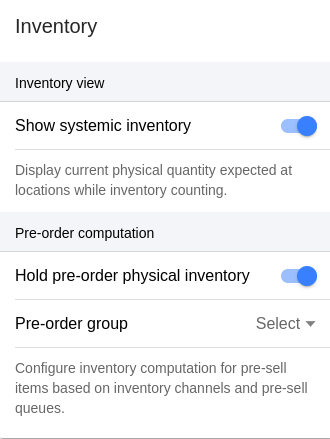 Inventory
Inventory view
Show systemic inventory
Display current physical quantity expected at
locations while inventory counting.
Pre-order computation
Hold pre-order physical inventory
Pre-order group Select
Configure inventory computation for pre-sell
items based on inventory channels and pre-sell
queues.